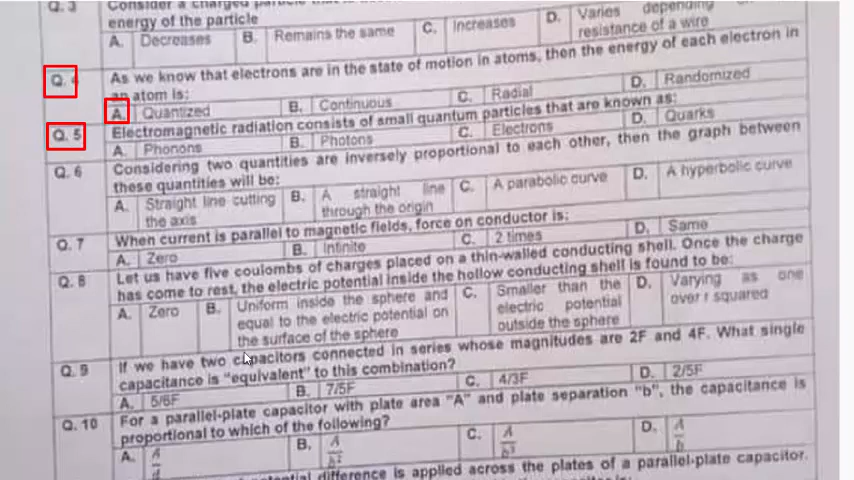 Q. 3 Consider a charged
energy of the particle
A. Decreases B. Remains the same C. Increases D. Varies depending
resistance of a wire
Q. As we know that electrons are in the state of motion in atoms, then the energy of each electron in
an atom is:
A. Quantized B. Continuous C. Radial D. Randomized
Q. 5 Electromagnetic radiation consists of small quantum particles that are known as:
A. Phonons B. Photons C. Electrons D. Quarks
Q. 6 Considering two quantities are inversely proportional to each other, then the graph between
these quantities will be:
A. Straight line cutting the axis B. A straight line through the origin C. A parabolic curve D. A hyperbolic curve
Q. 7 When current is parallel to magnetic fields, force on conductor is:
A. Zero B. Infinite C. 2 times D. Same
Q. 8 Let us have five coulombs of charges placed on a thin-walled conducting shell. Once the charge
has come to rest, the electric potential inside the hollow conducting shell is found to be:
A. Zero B. Uniform inside the sphere and equal to the electric potential on the surface of the sphere C. Smaller than the electric potential outside the sphere D. Varying as one over r squared
Q. 9 If we have two capacitors connected in series whose magnitudes are 2F and 4F. What single
capacitance is "equivalent" to this combination?
A. 5/6F B. 7/5F C. 4/3F D. 2/5F
Q. 10 For a parallel-plate capacitor with plate area "A" and plate separation "b", the capacitance is
proportional to which of the following?
A. A B. A/b² C. A D. A/b
potential difference is applied across the plates of a parallel-plate capacitor.